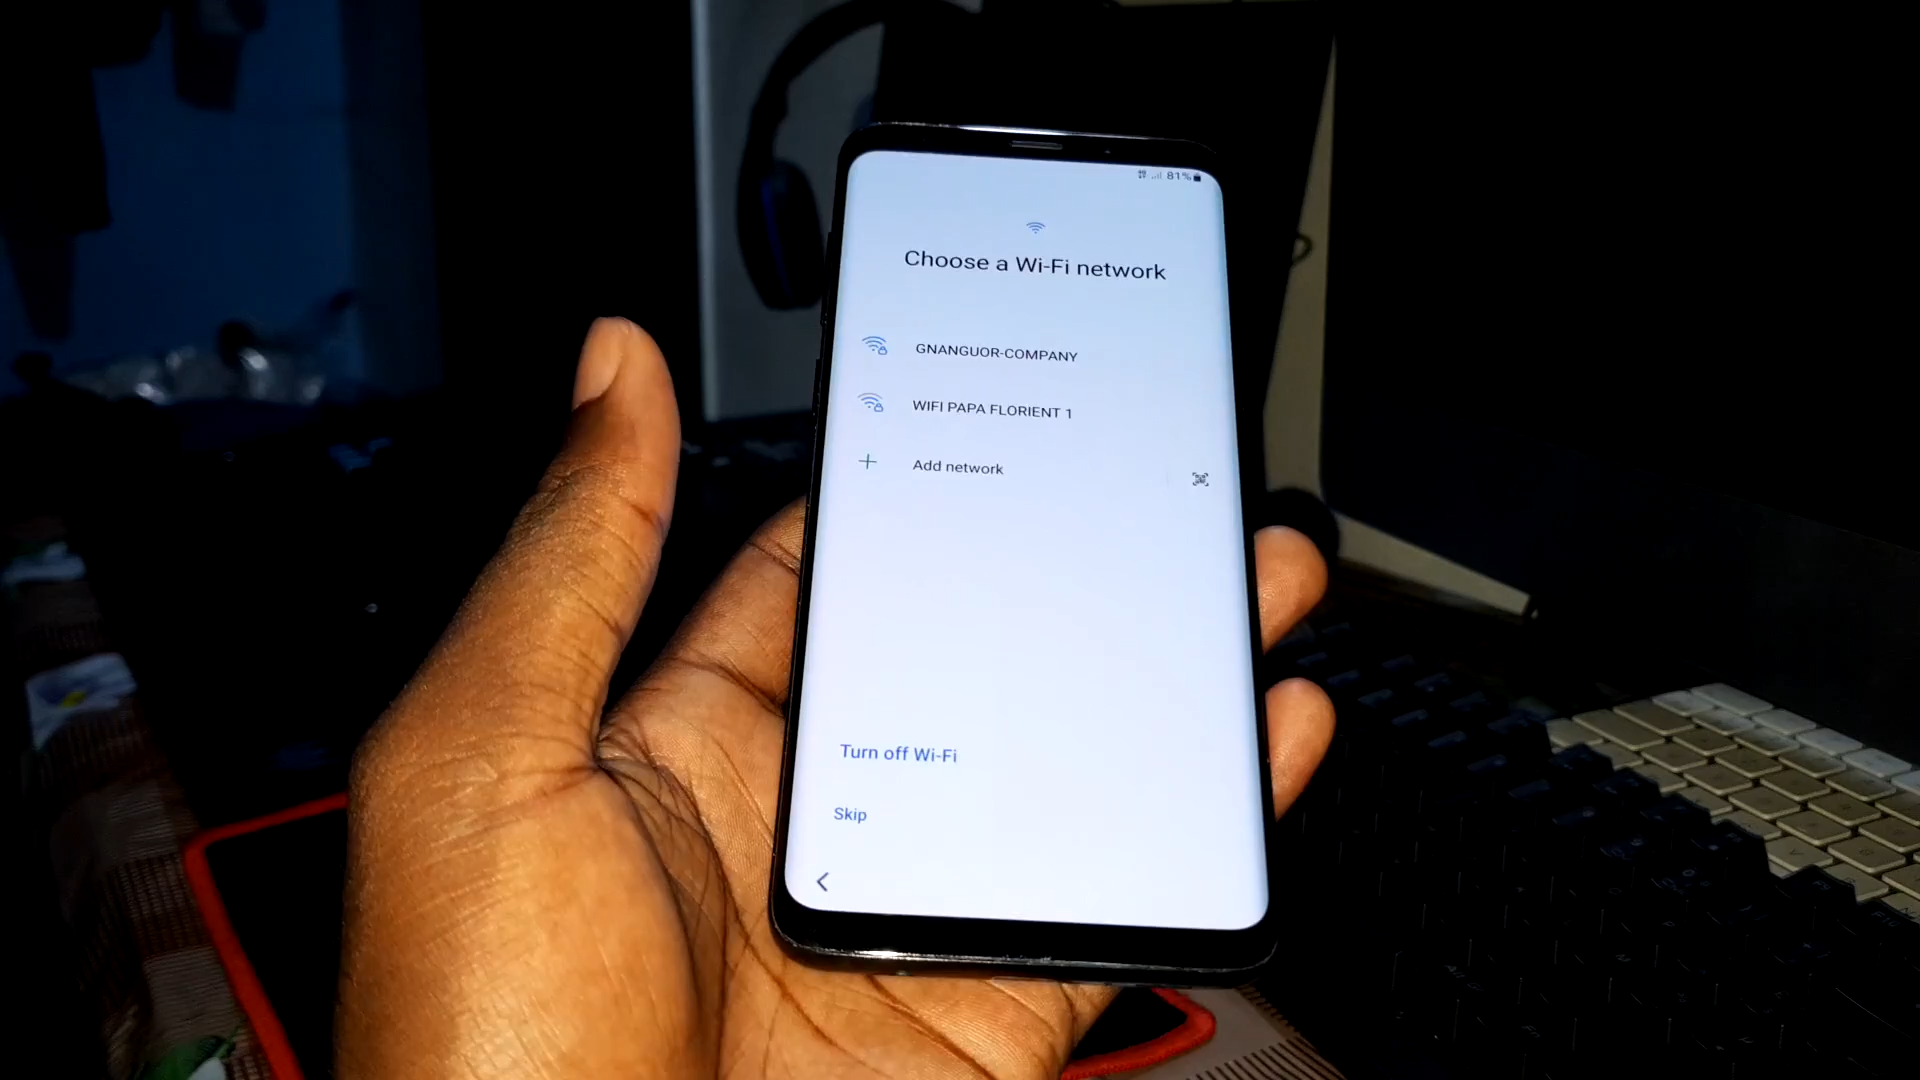 81%
Choose a Wi-Fi network
GNANGUOR-COMPANY
WIFI PAPA FLORIENT 1
Add network
Turn off Wi-Fi
Skip